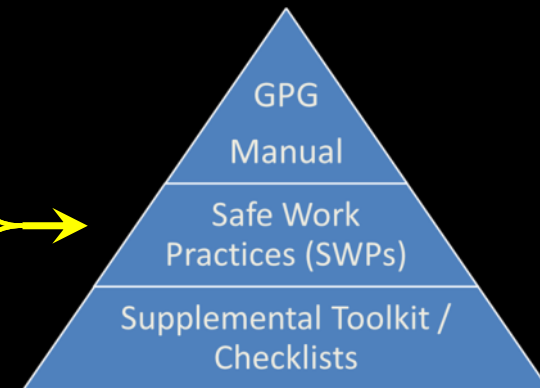 GPG
Manual
Safe Work
Practices (SWPs)
Supplemental Toolkit /
Checklists